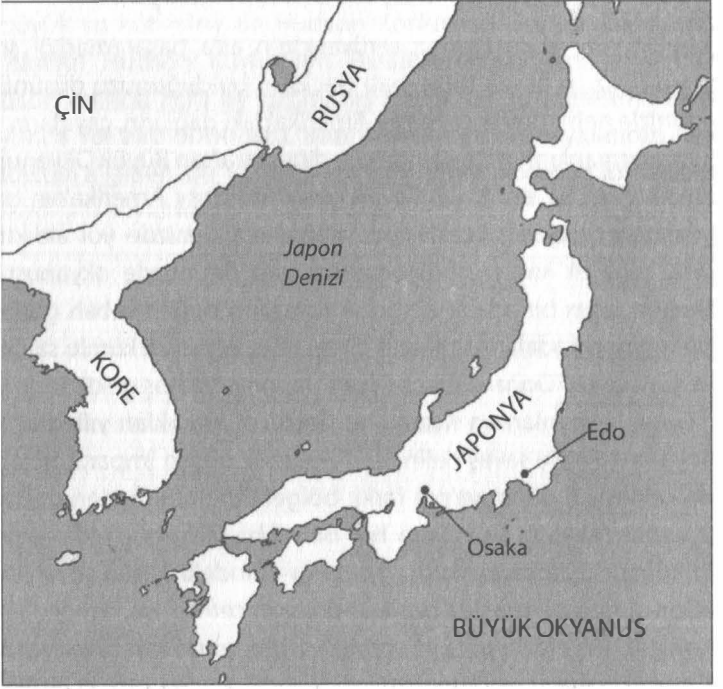 ÇİN
RUSYA
Japon
Denizi
KORE
JAPONYA
Edo
Osaka
BÜYÜK OKYANUS